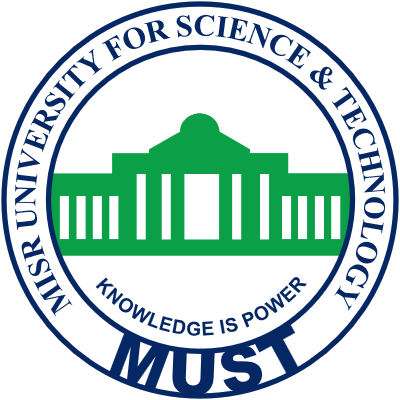 MISR UNIVERSITY FOR SCIENCE & TECHNOLOGY
KNOWLEDGE IS POWER
MUST